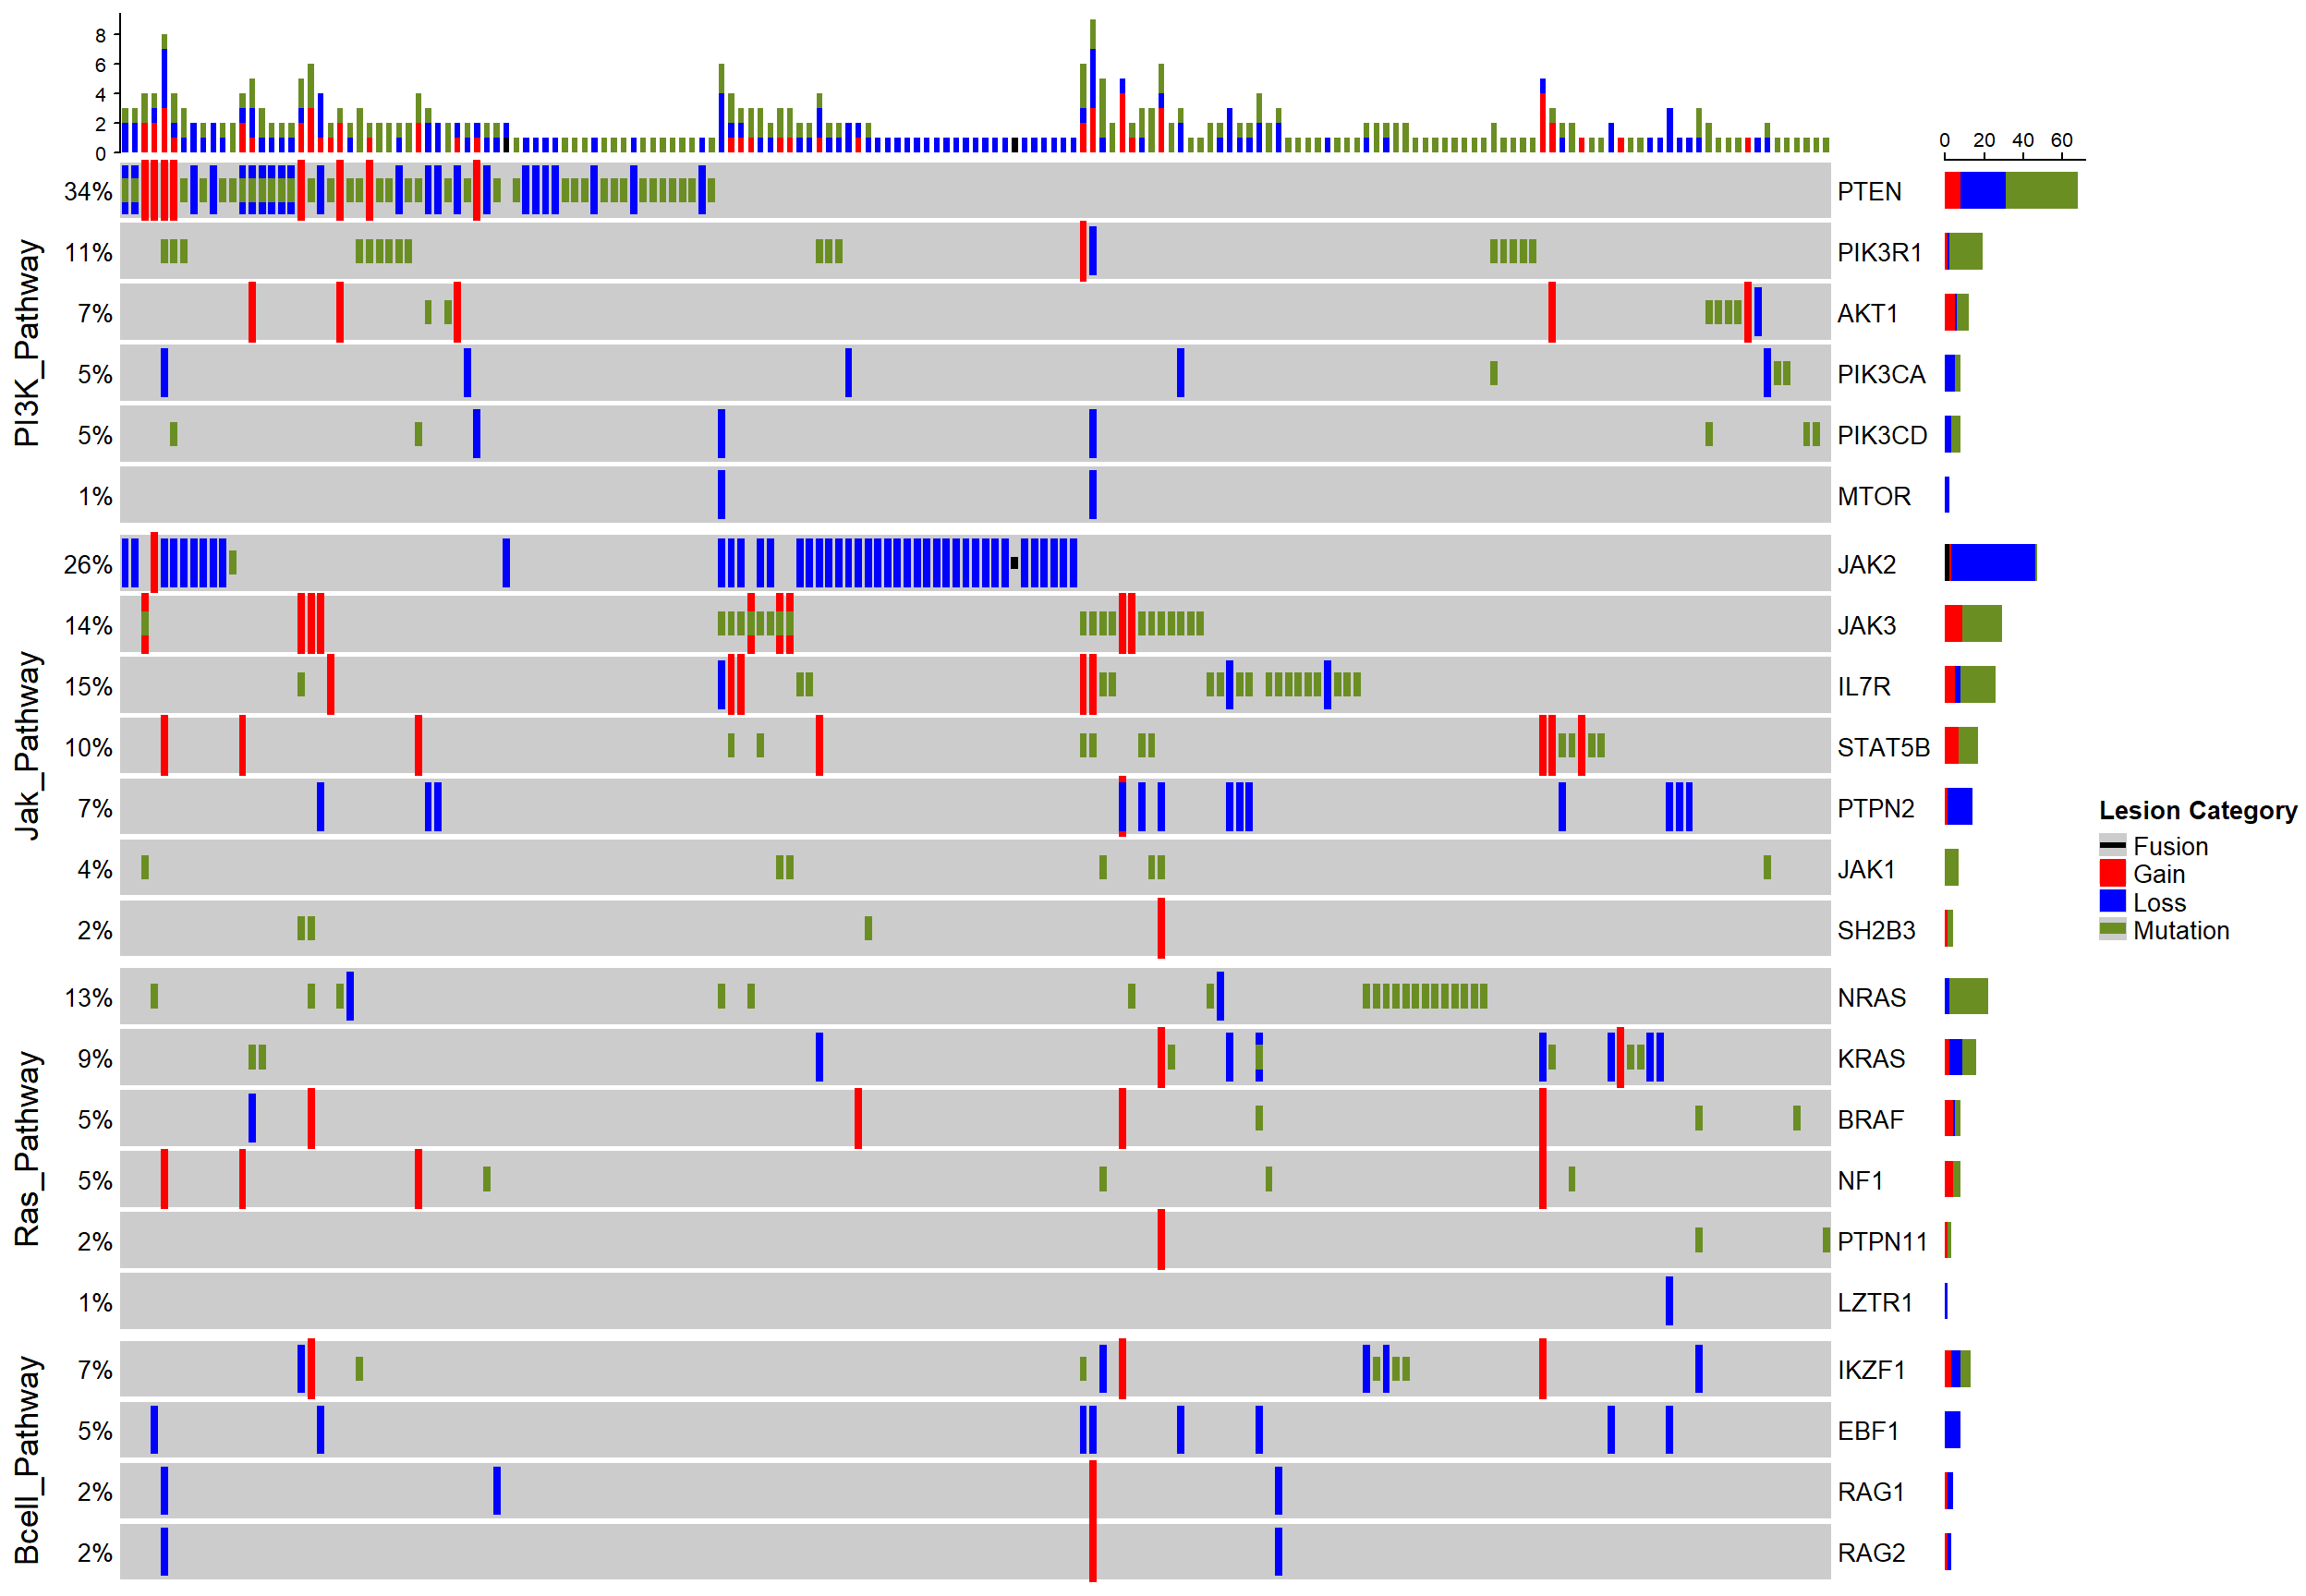 8
6
4
2
0
0 20 40 60
PI3K_Pathway
34% PTEN
11% PIK3R1
7% AKT1
5% PIK3CA
5% PIK3CD
1% MTOR
Jak_Pathway
26% JAK2
14% JAK3
15% IL7R
10% STAT5B
7% PTPN2
4% JAK1
2% SH2B3
Ras_Pathway
13% NRAS
9% KRAS
5% BRAF
5% NF1
2% PTPN11
1% LZTR1
Bcell_Pathway
7% IKZF1
5% EBF1
2% RAG1
2% RAG2
Lesion Category
Fusion
Gain
Loss
Mutation